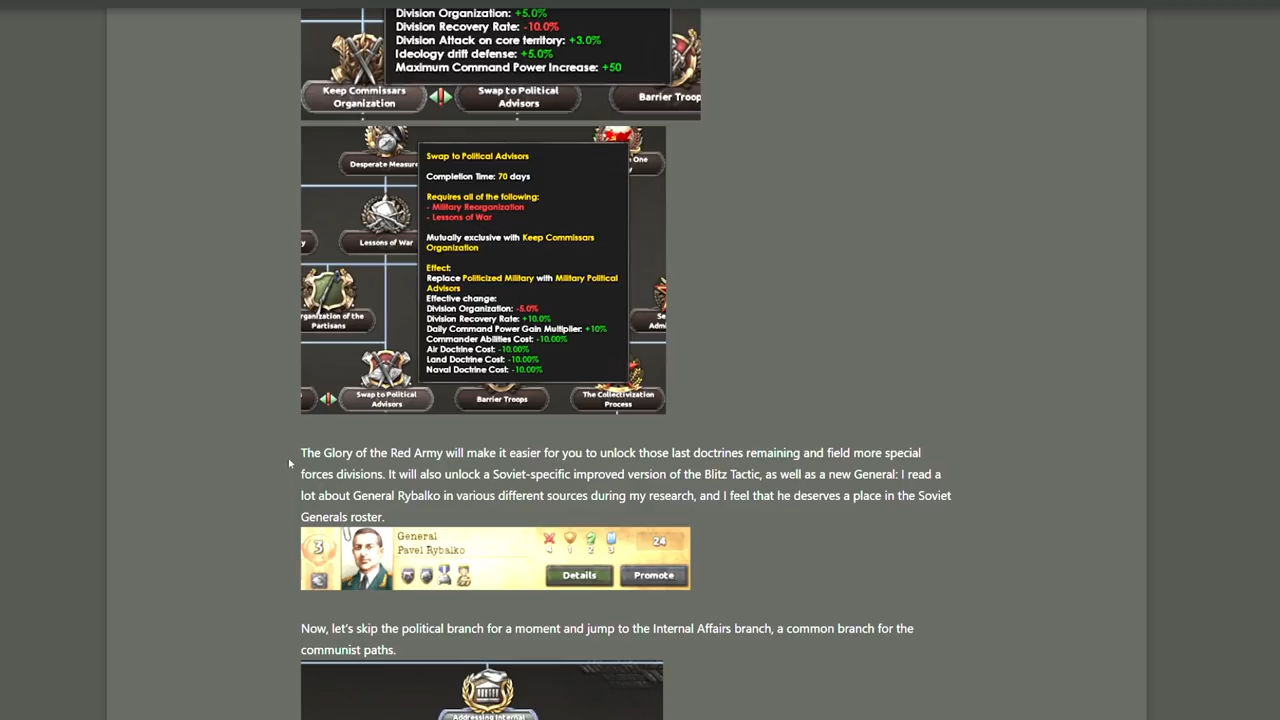 Division Organization: +5.0%
Division Recovery Rate: -10.0%
Division Attack on core territory: +3.0%
Ideology drift defense: +5.0%
Maximum Command Power Increase: +50
Keep Commissars
Organization
Swap to Political
Advisors
Barrier Troop
Desperate Measure
Swap to Political Advisors
Completion Time: 70 days
Requires all of the following:
- Military Reorganization
- Lessons of War
Mutually exclusive with Keep Commissars
Organization
Effect:
Replace Politicized Military with Military Political
Advisors
Effective change:
Division Organization: -5.0%
Division Recovery Rate: +10.0%
Daily Command Power Gain Multiplier: +10%
Commander Abilities Cost: -10.00%
Air Doctrine Cost: -10.00%
Land Doctrine Cost: -10.00%
Naval Doctrine Cost: -10.00%
One
y
y
Lessons of War
rganization of the
Partisans
Se
Admi
Swap to Political
Advisors
Barrier Troops
The Collectivization
Process
The Glory of the Red Army will make it easier for you to unlock those last doctrines remaining and field more special
forces divisions. It will also unlock a Soviet-specific improved version of the Blitz Tactic, as well as a new General: I read a
lot about General Rybalko in various different sources during my research, and I feel that he deserves a place in the Soviet
Generals roster.
3
General
Pavel Rybalko
4 1 2 3
24
Details
Promote
Now, let's skip the political branch for a moment and jump to the Internal Affairs branch, a common branch for the
communist paths.
Addressing Internal